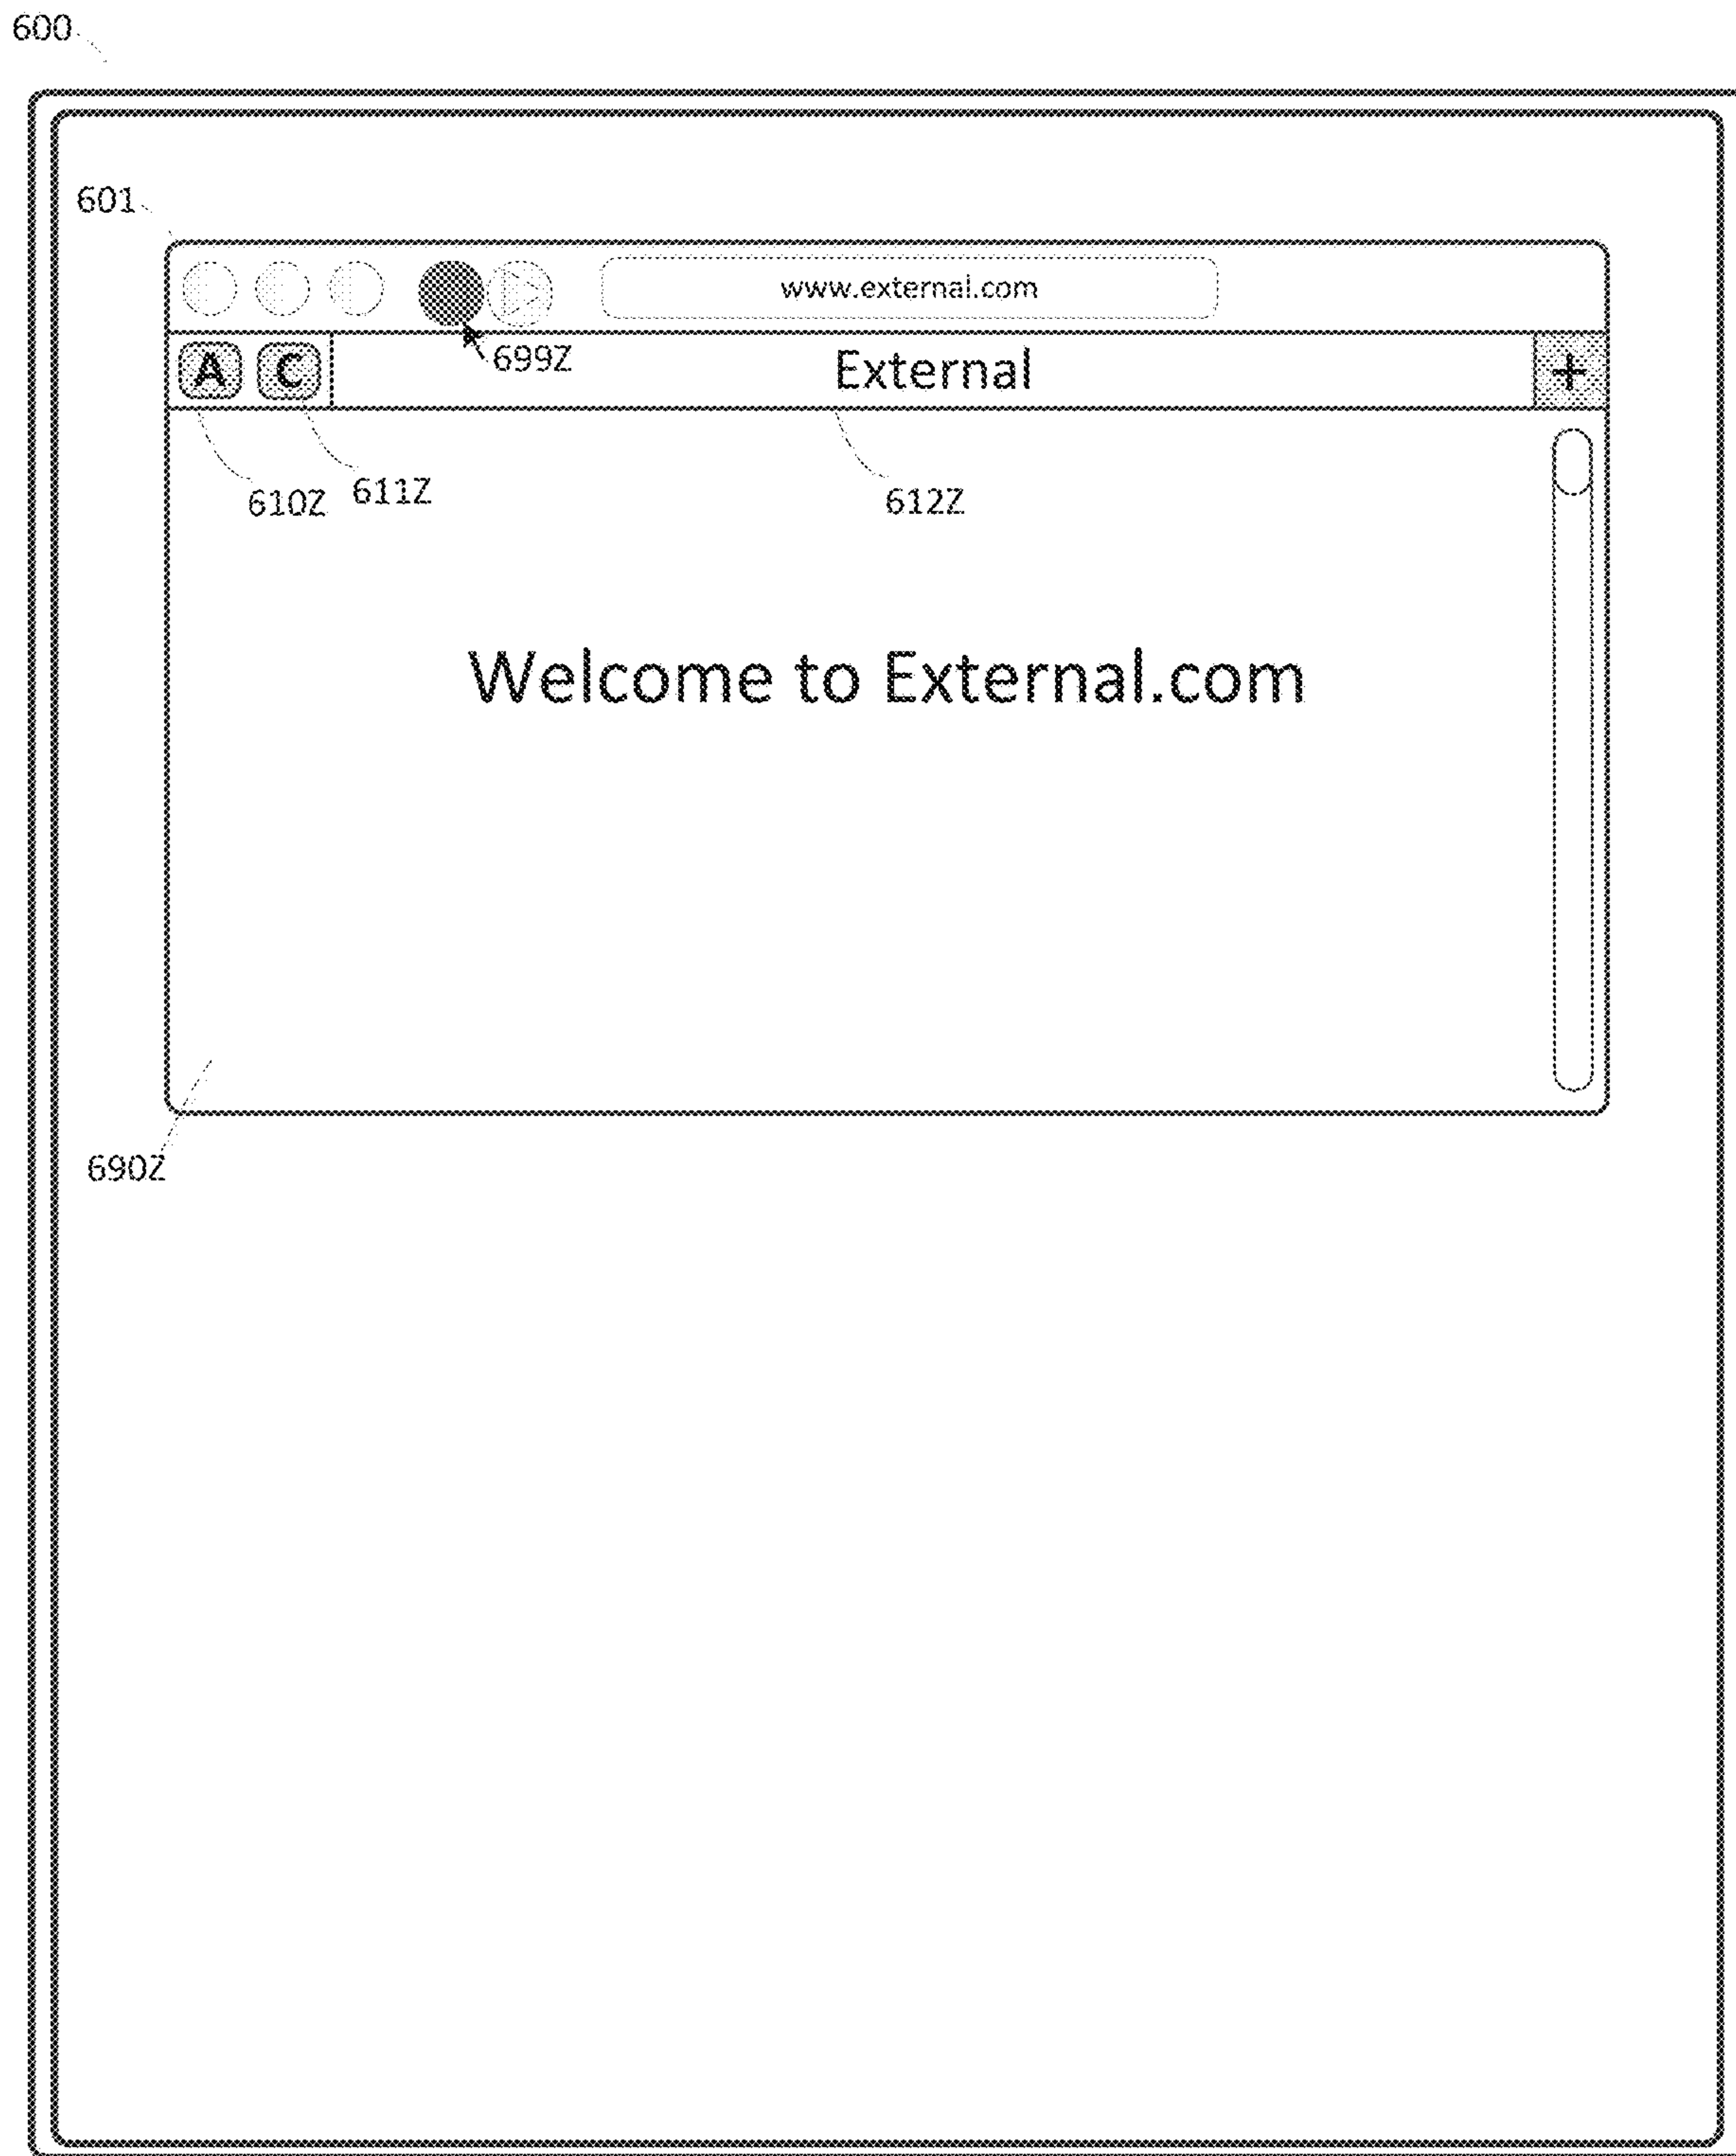 600
601
www.external.com
699Z
A C External +
610Z 611Z 612Z
Welcome to External.com
690Z